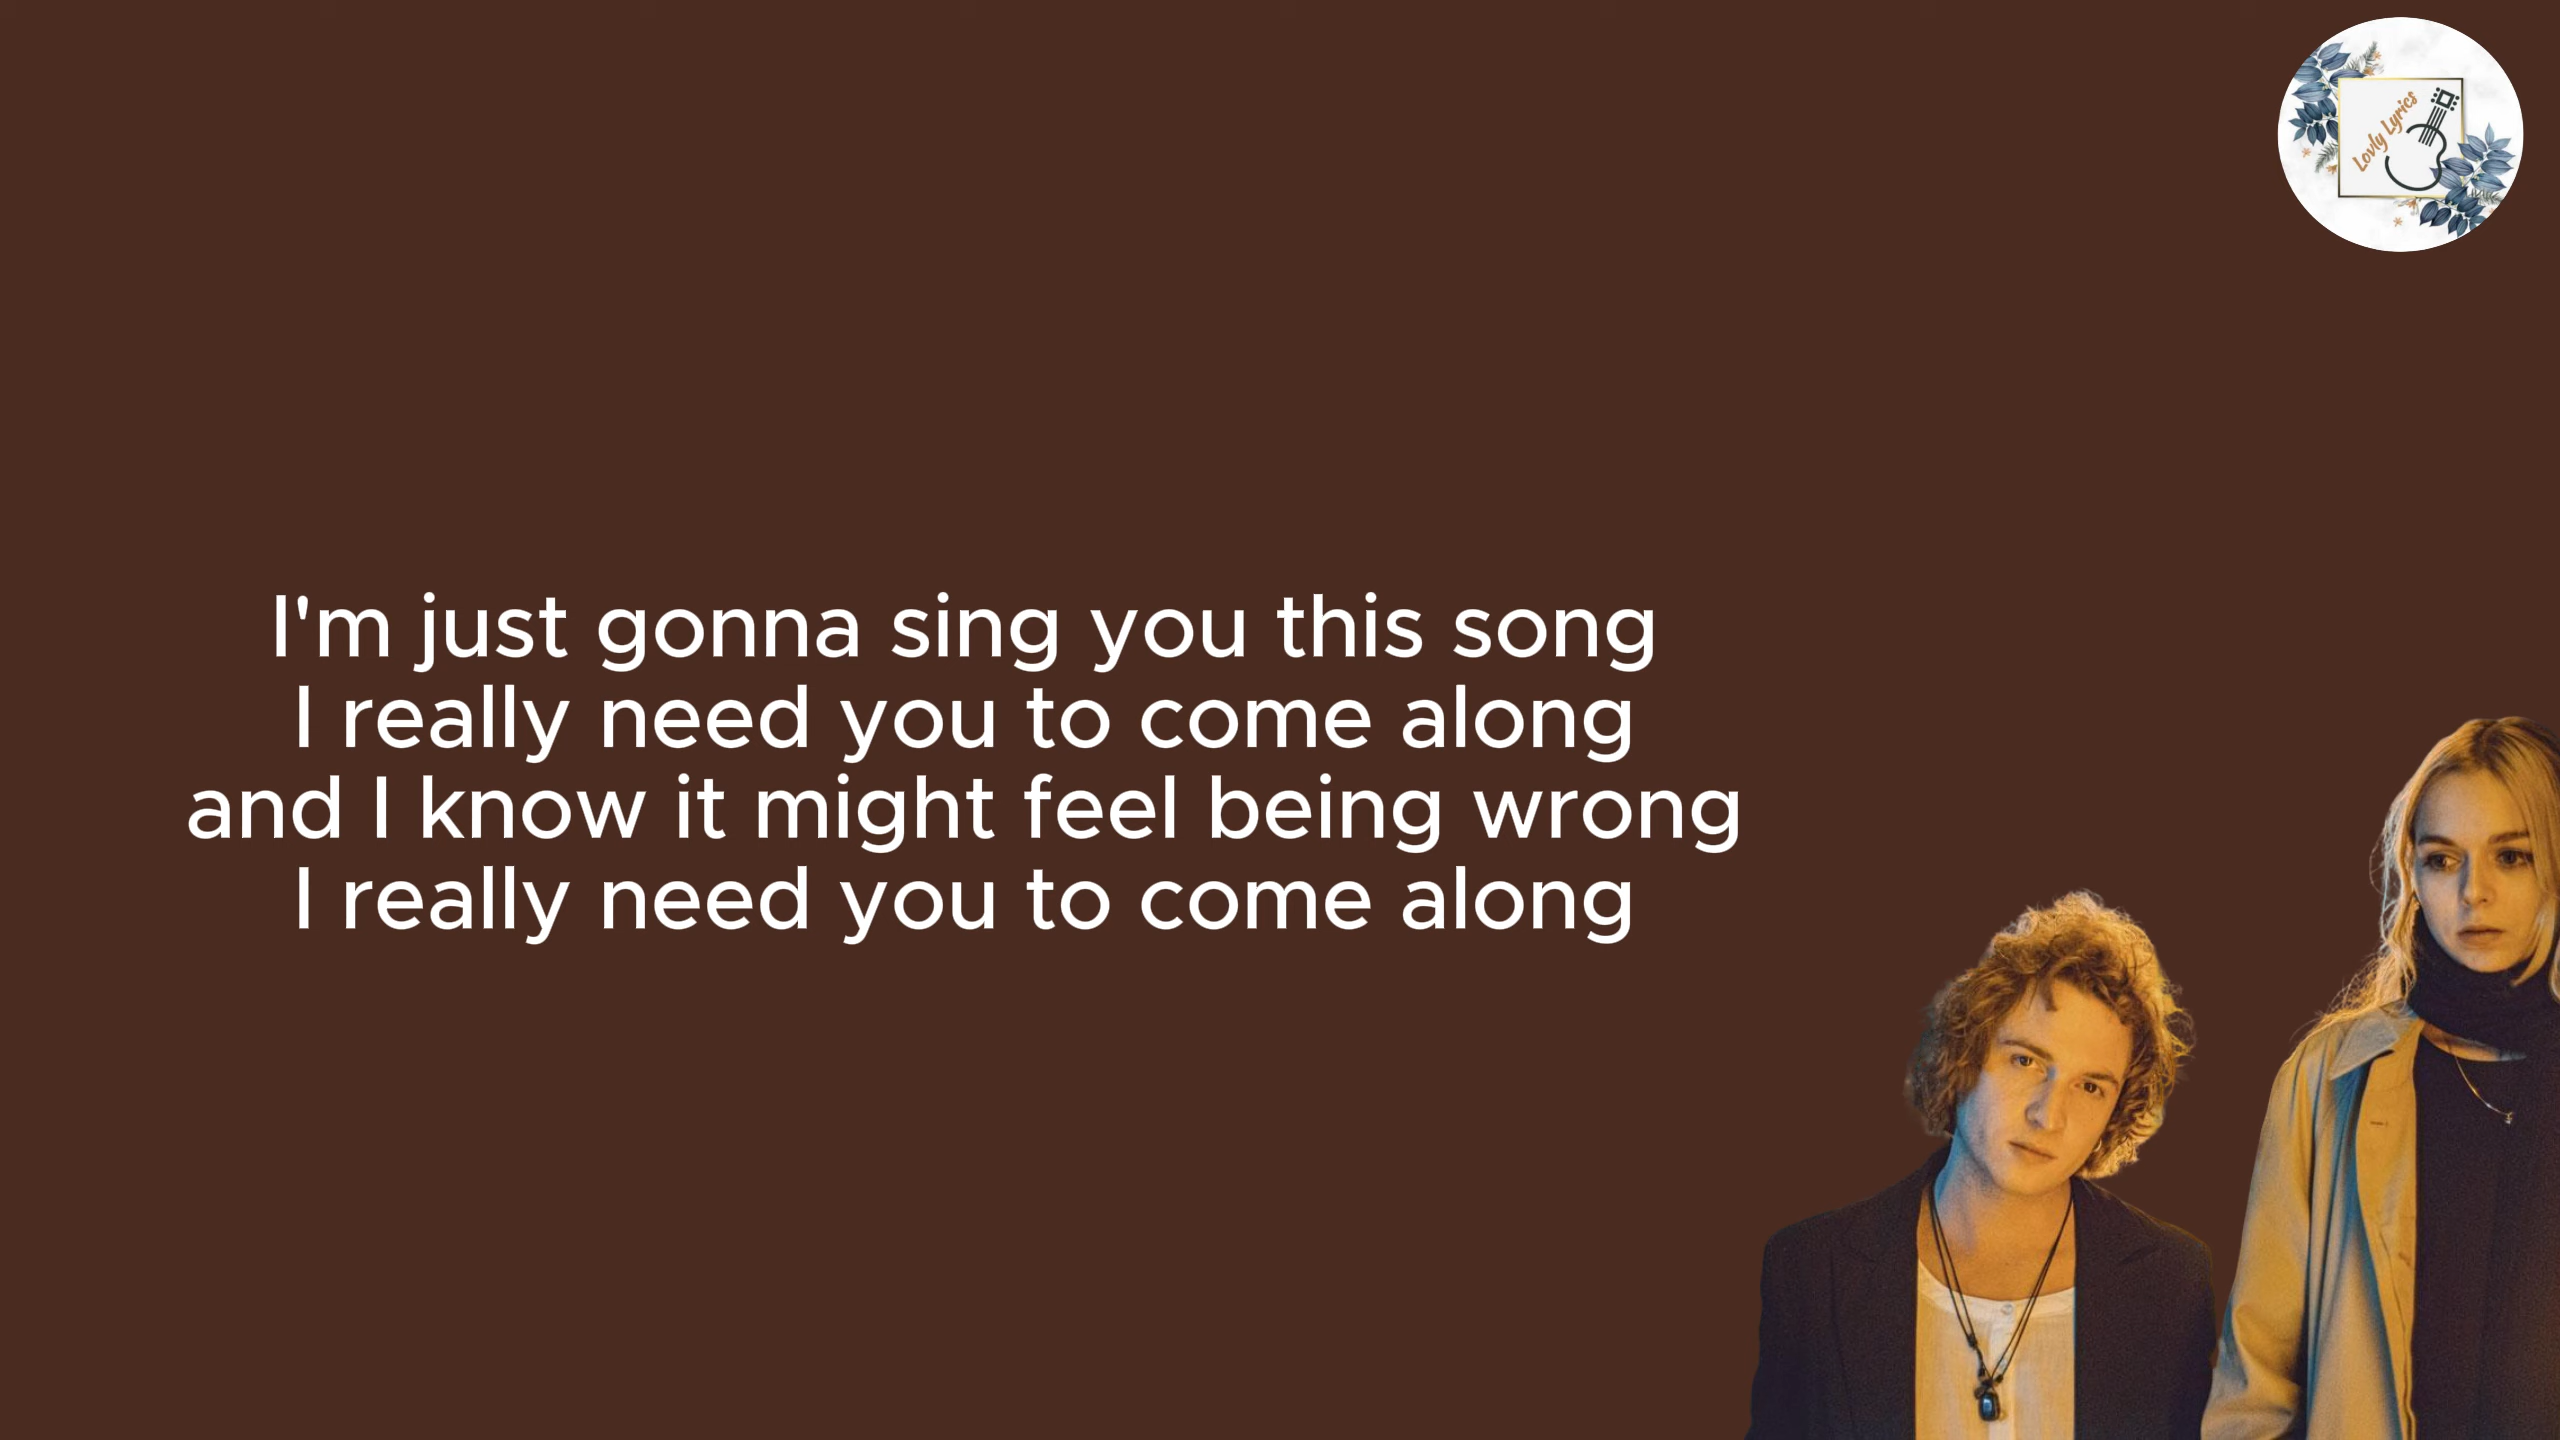 Lovly Lyrics
I'm just gonna sing you this song
I really need you to come along
and I know it might feel being wrong
I really need you to come along